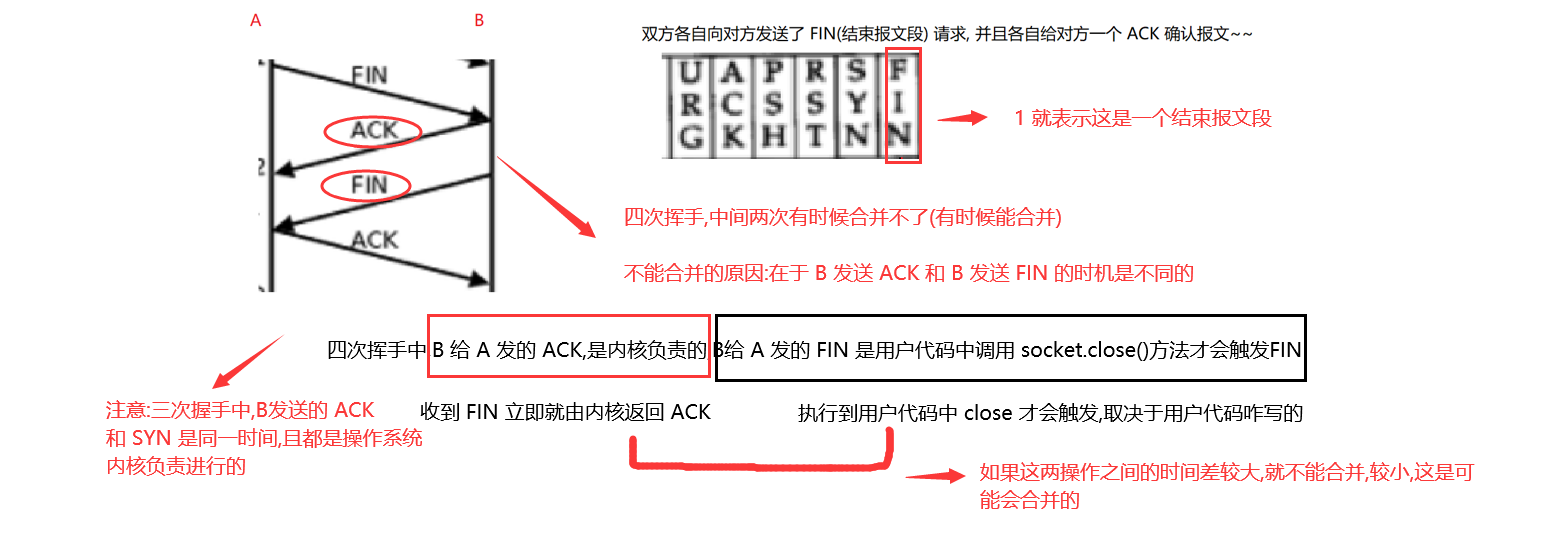 A
B
双方各自向对方发送了 FIN(结束报文段) 请求, 并且各自给对方一个 ACK 确认报文~~
FIN
ACK
2
FIN
ACK
URG ACK PSH RST SYN FIN
1 就表示这是一个结束报文段
四次挥手,中间两次有时候合并不了(有时候能合并)
不能合并的原因:在于 B 发送 ACK 和 B 发送 FIN 的时机是不同的
四次挥手中 B 给 A 发的 ACK,是内核负责的 B给 A 发的 FIN 是用户代码中调用 socket.close()方法才会触发FIN
注意:三次握手中,B发送的 ACK
和 SYN 是同一时间,且都是操作系统
内核负责进行的
收到 FIN 立即就由内核返回 ACK
执行到用户代码中 close 才会触发,取决于用户代码咋写的
如果这两操作之间的时间差较大,就不能合并,较小,这是可
能会合并的